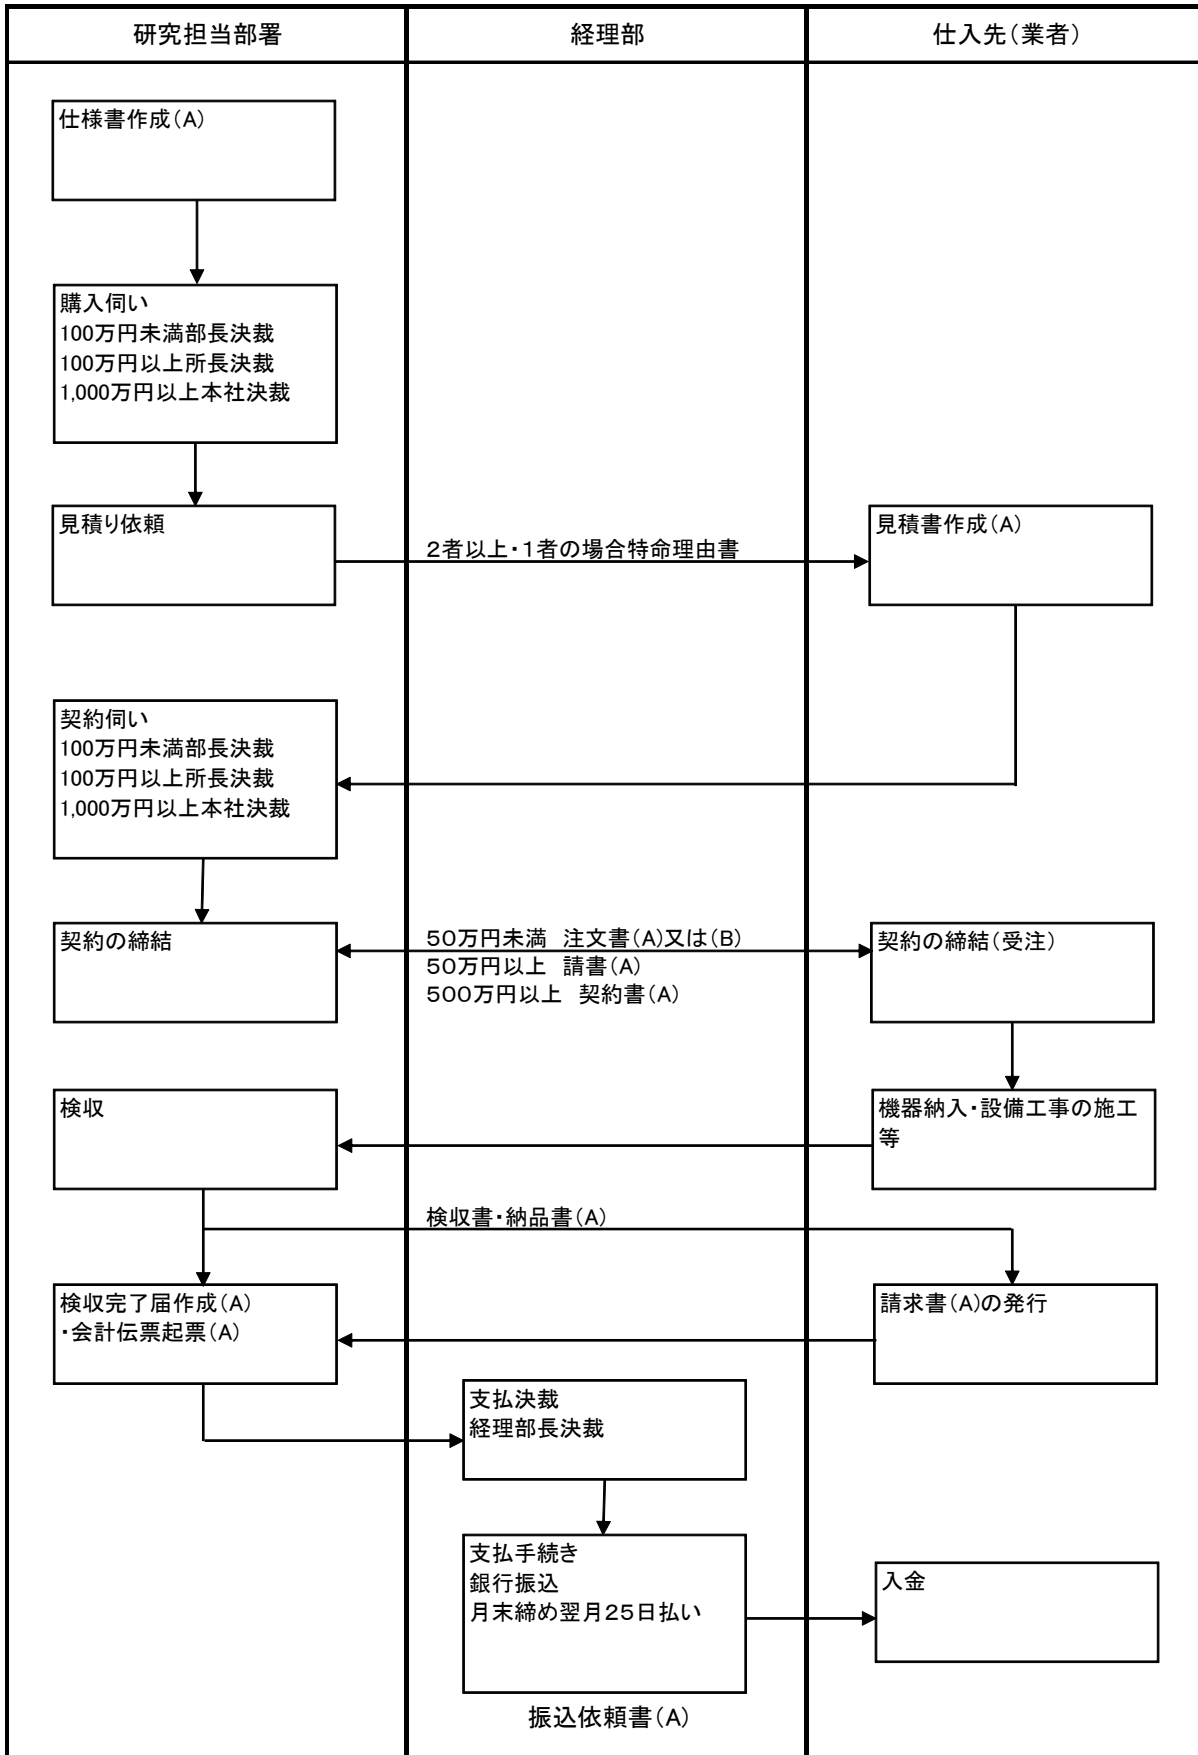 研究担当部署
経理部
仕入先（業者）
仕様書作成（A）
購入伺い
100万円未満部長決裁
100万円以上所長決裁
1,000万円以上本社決裁
見積り依頼
２者以上・１者の場合特命理由書
見積書作成（A）
契約伺い
100万円未満部長決裁
100万円以上所長決裁
1,000万円以上本社決裁
契約の締結
５０万円未満　注文書（A）又は（B）
５０万円以上　請書（A）
５００万円以上　契約書（A）
契約の締結（受注）
検収
機器納入・設備工事の施工
等
検収書・納品書（A）
検収完了届作成（A）
・会計伝票起票（A）
請求書（A）の発行
支払決裁
経理部長決裁
支払手続き
銀行振込
月末締め翌月２５日払い
入金
振込依頼書（A）